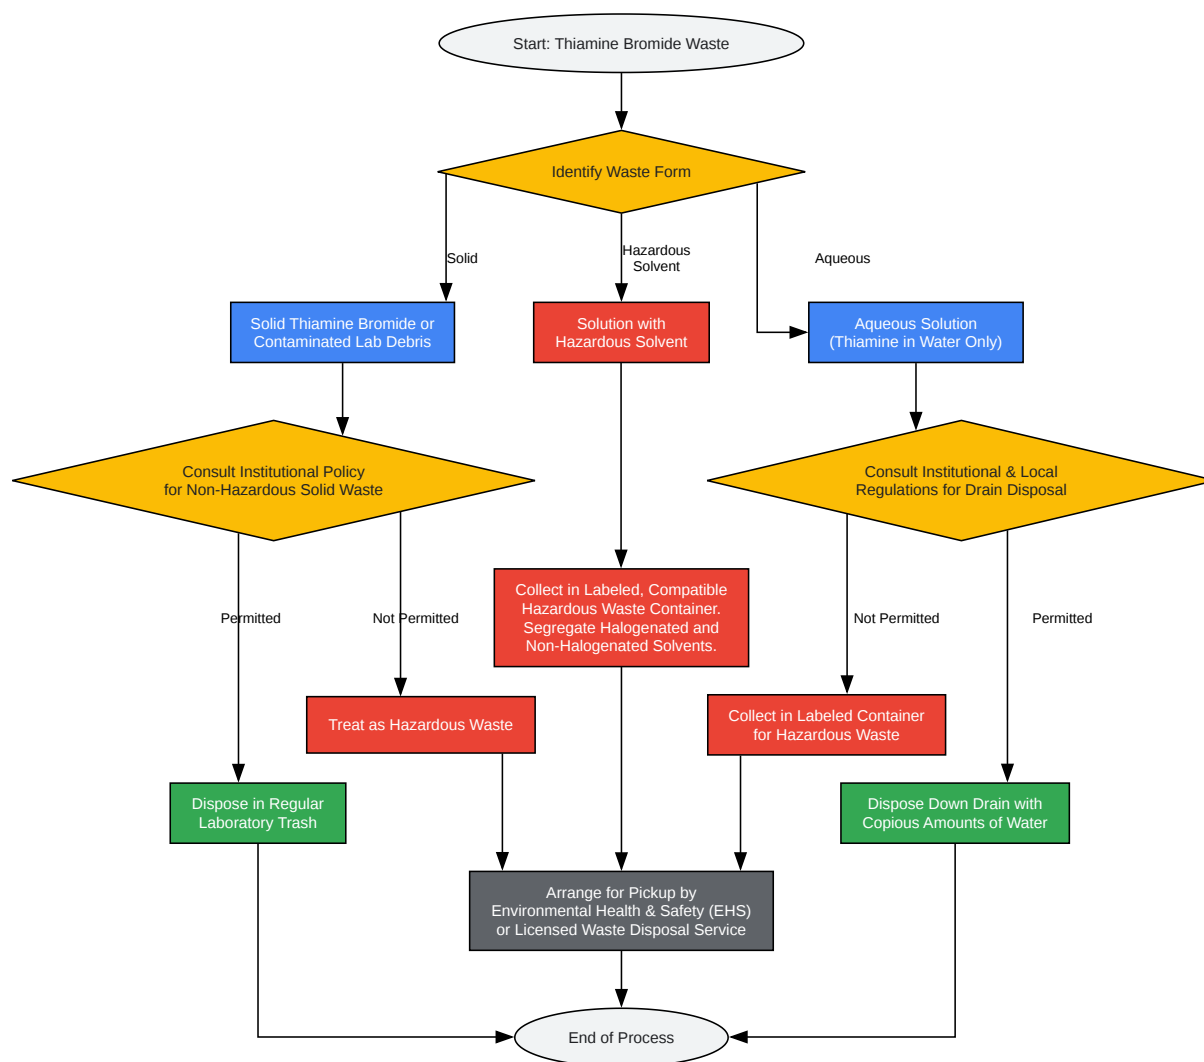 Start: Thiamine Bromide Waste
Identify Waste Form
Solid
Hazardous
Solvent
Aqueous
Solid Thiamine Bromide or
Contaminated Lab Debris
Solution with
Hazardous Solvent
Aqueous Solution
(Thiamine in Water Only)
Consult Institutional Policy
for Non-Hazardous Solid Waste
Consult Institutional & Local
Regulations for Drain Disposal
Permitted
Not Permitted
Collect in Labeled, Compatible
Hazardous Waste Container.
Segregate Halogenated and
Non-Halogenated Solvents.
Not Permitted
Permitted
Treat as Hazardous Waste
Collect in Labeled Container
for Hazardous Waste
Dispose in Regular
Laboratory Trash
Dispose Down Drain with
Copious Amounts of Water
Arrange for Pickup by
Environmental Health & Safety (EHS)
or Licensed Waste Disposal Service
End of Process